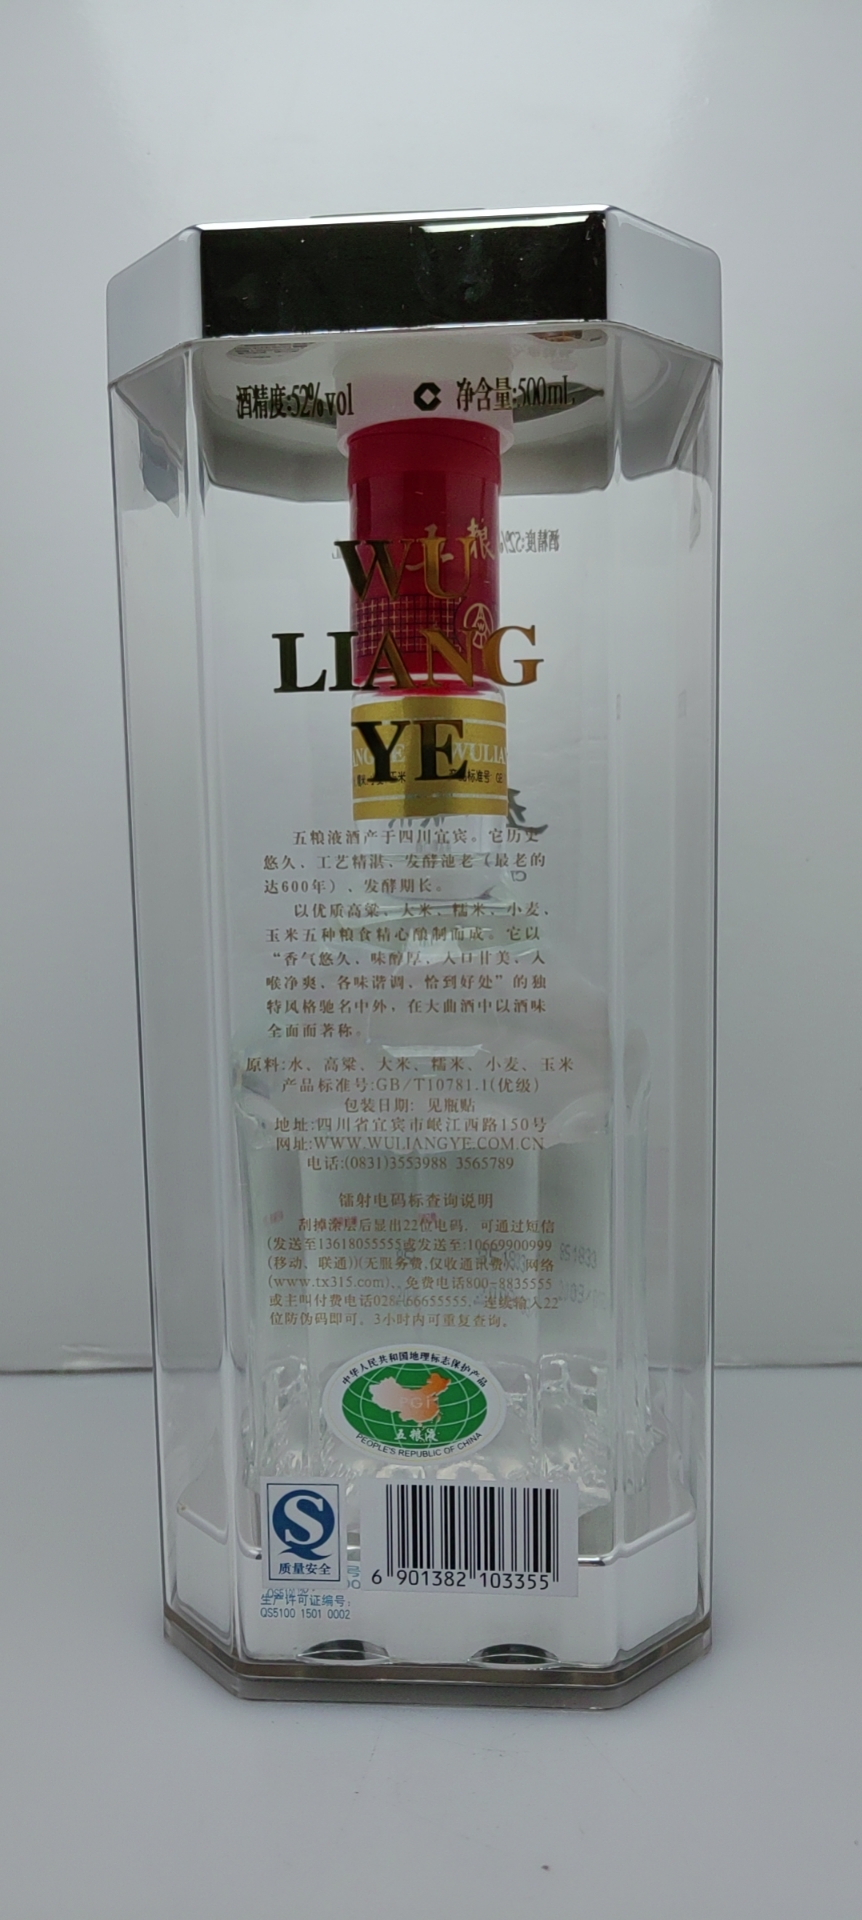 酒精度:52%vol 净含量:500ml
五 粮
WU
LIANG
YE
五粮液酒产于四川宜宾。它历史
悠久、工艺精湛、发酵池老（最老的
达600年）、发酵期长。
以优质高粱、大米、糯米、小麦、
玉米五种粮食精心酿制而成。它以
“香气悠久、味醇厚、入口甘美、入
喉净爽、各味谐调、恰到好处”的独
特风格驰名中外，在大曲酒中以酒味
全面而著称。
原料:水、高粱、大米、糯米、小麦、玉米
产品标准号:GB/T10781.1(优级)
包装日期: 见瓶贴
地址:四川省宜宾市岷江西路150号
网址:WWW.WULIANGYE.COM.CN
电话:(0831)3553988 3565789
镭射电码标查询说明
刮掉涂层后显出22位电码，可通过短信
(发送至13618055555或发送至:10669900999
(移动、联通))(无服务费,仅收通讯费)、网络
(www.tx315.com)、免费电话800-8835555
或主叫付费电话028-66655555，连续输入22
位防伪码即可，3小时内可重复查询。
中华人民共和国地理标志保护产品
PGI
五粮液
PEOPLE'S REPUBLIC OF CHINA
质量安全
6 901382 103355
生产许可证编号:
QS5100 1501 0002